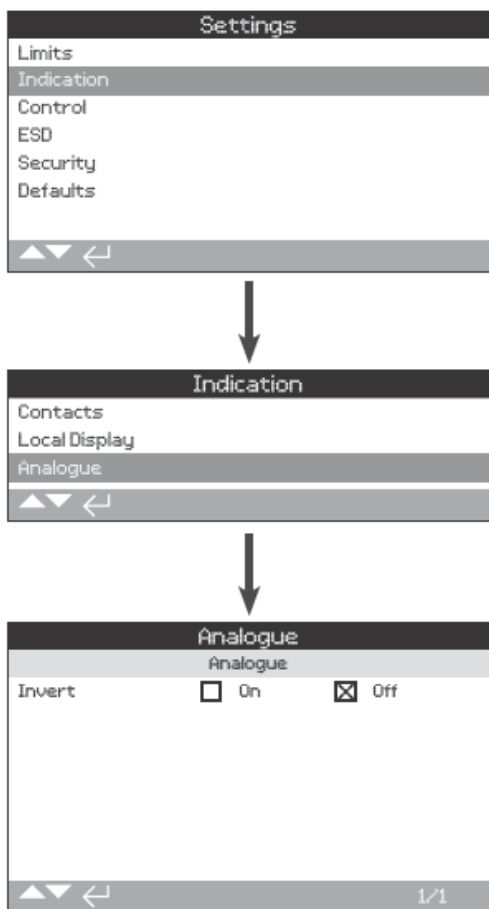 Settings
Limits
Indication
Control
ESD
Security
Defaults
Indication
Contacts
Local Display
Analogue
Analogue
Analogue
Invert On Off
1/1